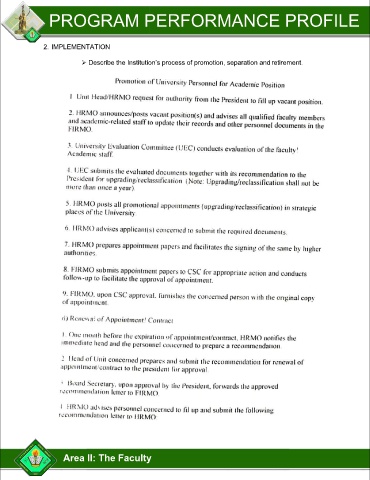 PROGRAM PERFORMANCE PROFILE
2. IMPLEMENTATION
➢ Describe the Institution's process of promotion, separation and retirement.
Promotion of University Personnel for Academic Position
1. Unit Head/HRMO request for authority from the President to fill up vacant position.
2. HRMO announces/posts vacant position(s) and advises all qualified faculty members
and academic-related staff to update their records and other personnel documents in the
FIRMO.
3. University Evaluation Committee (UEC) conducts evaluation of the faculty/
Academic staff.
4. UEC submits the evaluated documents together with its recommendation to the
President for upgrading/reclassification (Note: Upgrading/reclassification shall not be
more than once a year).
5. HRMO posts all promotional appointments (upgrading/reclassification) in strategic
places of the University.
6. HRMO advises applicant(s) concerned to submit the required documents.
7. HRMO prepares appointment papers and facilitates the signing of the same by higher
authorities.
8. FIRMO submits appointment papers to CSC for appropriate action and conducts
follow-up to facilitate the approval of appointment.
9. FIRMO, upon CSC approval, furnishes the concerned person with the original copy
of appointment.
Renewal of Appointment/ Contract
1. One month before the expiration of appointment/contract, HRMO notifies the
immediate head and the personnel concerned to prepare a recommendation.
2. Head of Unit concerned prepares and submit the recommendation for renewal of
appointment/contract to the president for approval.
Board Secretary, upon approval by the President, forwards the approved
recommendation letter to FIRMO.
HRMO advises personnel concerned to fil up and submit the following
recommendation letter to HRMO
Area II: The Faculty